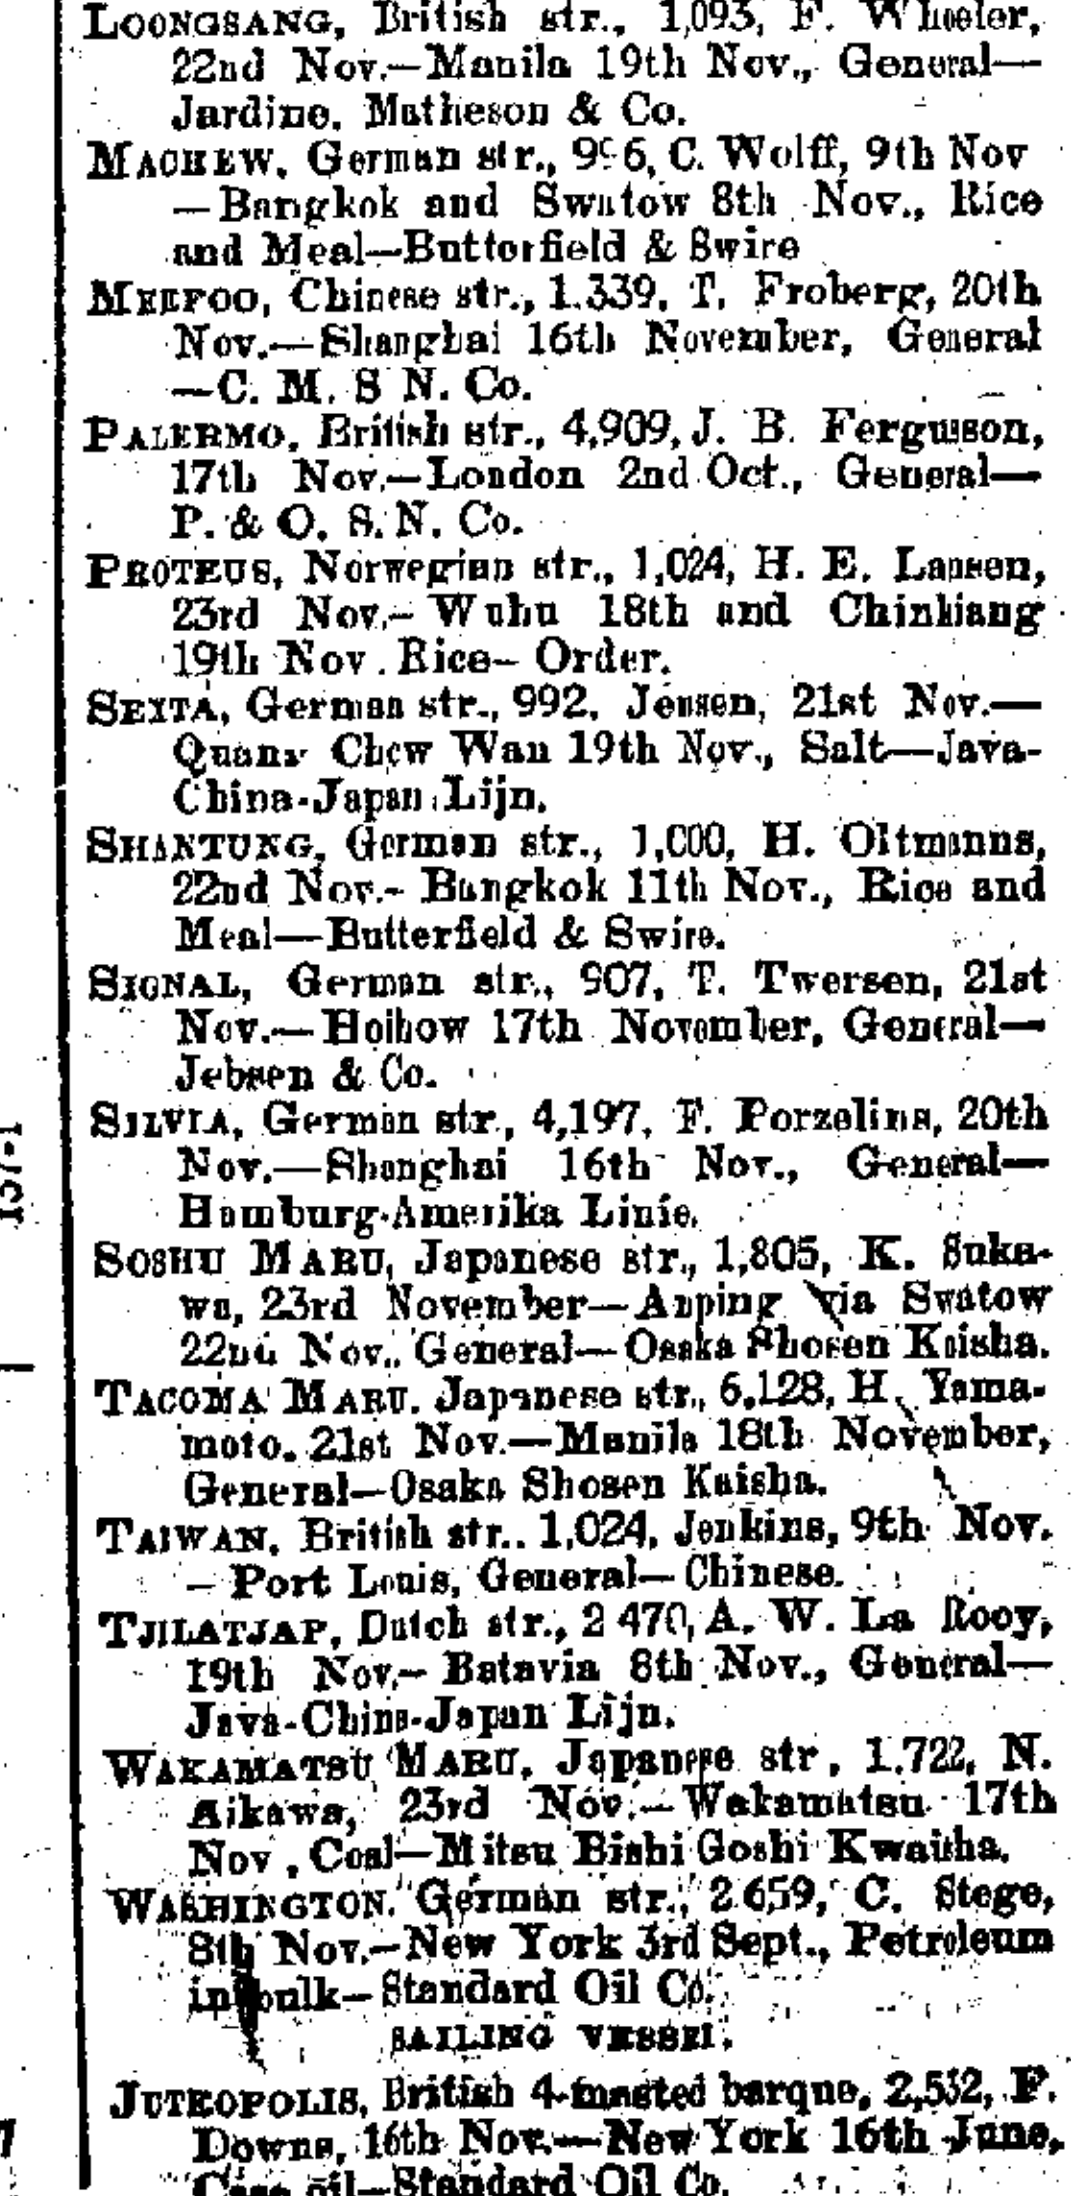 LOONGSANG, British str., 1,093, F. Wheeler,
22nd Nov.—Manila 19th Nov., General—
Jardine, Matheson & Co.
MACHEW, German str., 996, C. Wolff, 9th Nov
—Bangkok and Swatow 8th Nov., Rice
and Meal—Butterfield & Swire
MEEFOO, Chinese str., 1.339, T. Froberg, 20th
Nov.—Shanghai 16th November, General
—C. M. S N. Co.
PALERMO, British str., 4,909, J. B. Fergusson,
17th Nov.—London 2nd Oct., General—
P. & O. S. N. Co.
PROTEUS, Norwegian str., 1,024, H. E. Lansen,
23rd Nov.– Wuhu 18th and Chinkiang
19th Nov. Rice– Order.
SEXTA, German str., 992, Jensen, 21st Nov.—
Quang Chow Wan 19th Nov., Salt—Java-
China-Japan Lijn.
SHANTUNG, German str., 1,000, H. Oltmanns,
22nd Nov.- Bangkok 11th Nov., Rice and
Meal—Butterfield & Swire.
SIGNAL, German str., 907, T. Twersen, 21st
Nov.—Hoihow 17th November, General—
Jebsen & Co.
SILVIA, German str., 4,197, F. Porzelius, 20th
Nov.—Shanghai 16th Nov., General—
Hamburg-Amerika Linie.
SOSHU MARU, Japanese str., 1,805, K. Suka-
wa, 23rd November—Anping via Swatow
22nd Nov., General—Osaka Shosen Kaisha.
TACOMA MARU, Japanese str., 6,128, H. Yama-
moto, 21st Nov.—Manila 18th November,
General—Osaka Shosen Kaisha.
TAIWAN, British str., 1,024, Jenkins, 9th Nov.
– Port Louis, General—Chinese.
TJILATJAP, Dutch str., 2 470, A. W. La Rooy,
19th Nov.– Batavia 8th Nov., General—
Java-China-Japan Lijn.
WAKAMATSU MARU, Japanese str, 1.722, N.
Aikawa, 23rd Nov.—Wakamatsu 17th
Nov, Coal—Mitsu Bishi Goshi Kwaisha.
WASHINGTON, German str., 2 659, C. Stege,
8th Nov.—New York 3rd Sept., Petroleum
in bulk—Standard Oil Co.
SAILING VESSEL.
JUTEOPOLIS, British 4-masted barque, 2,532, F.
Downs, 16th Nov.—New York 16th June,
Case oil—Standard Oil Co.